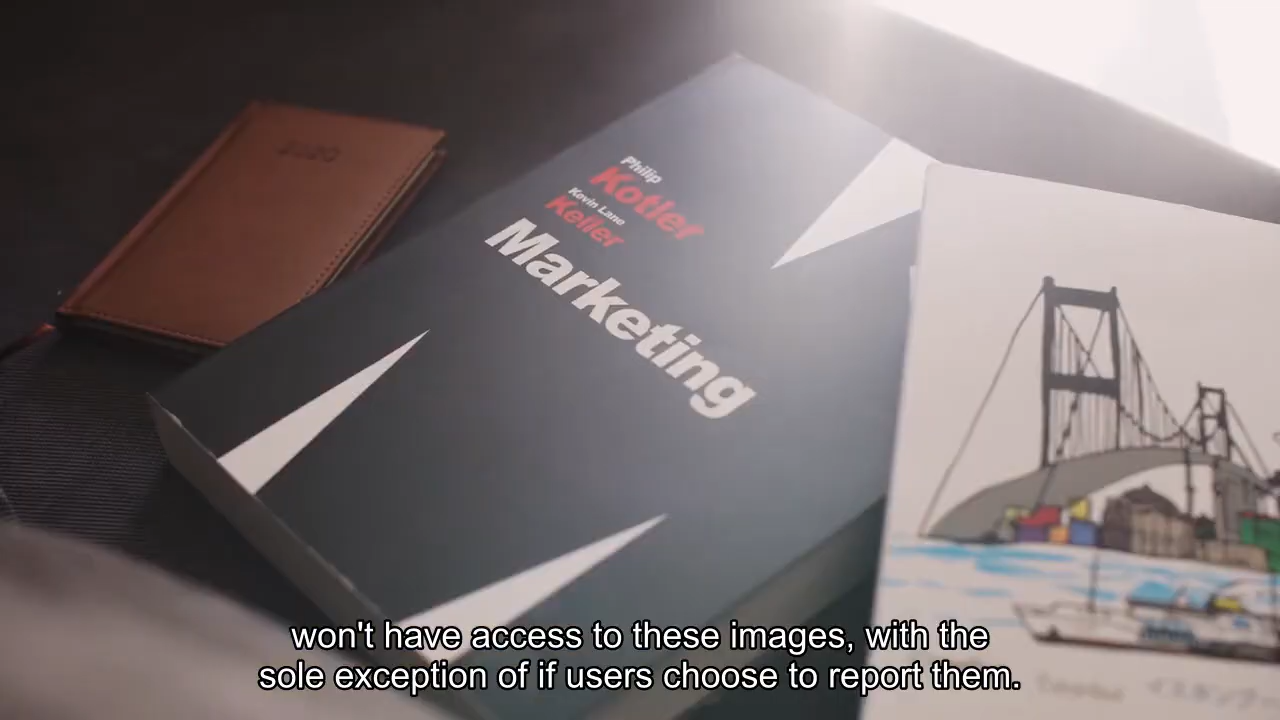 2020
Philip
Kotler
Kevin Lane
Keller
Marketing
won't have access to these images, with the
sole exception of if users choose to report them.